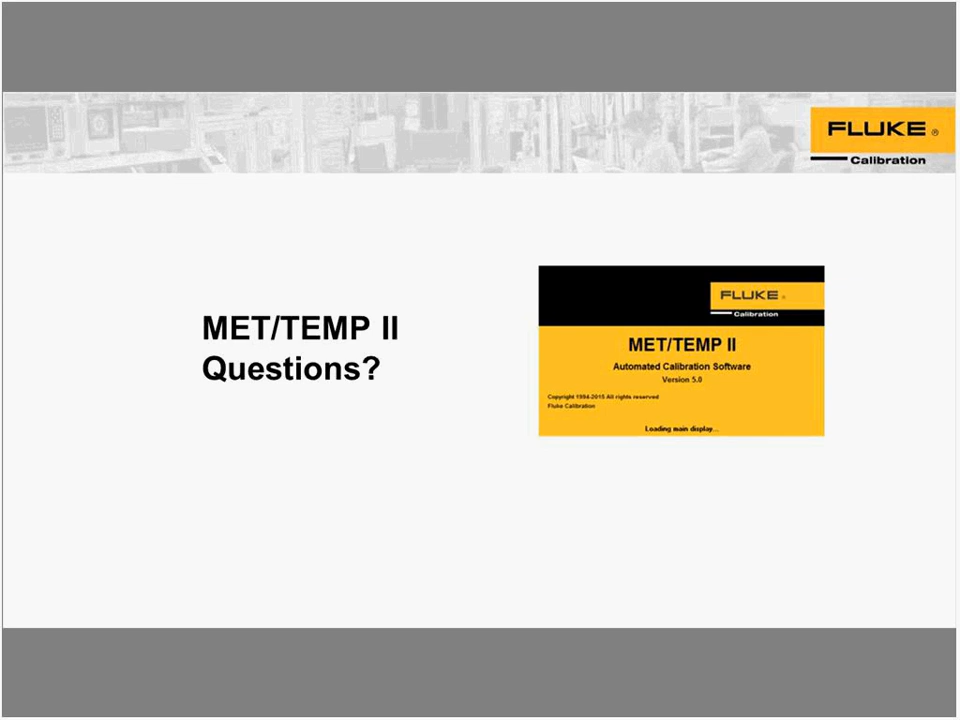 FLUKE ®
Calibration
MET/TEMP II
Questions?
FLUKE ®
Calibration
MET/TEMP II
Automated Calibration Software
Version 5.0
Copyright 1994-2015 All rights reserved
Fluke Calibration
Loading main display...